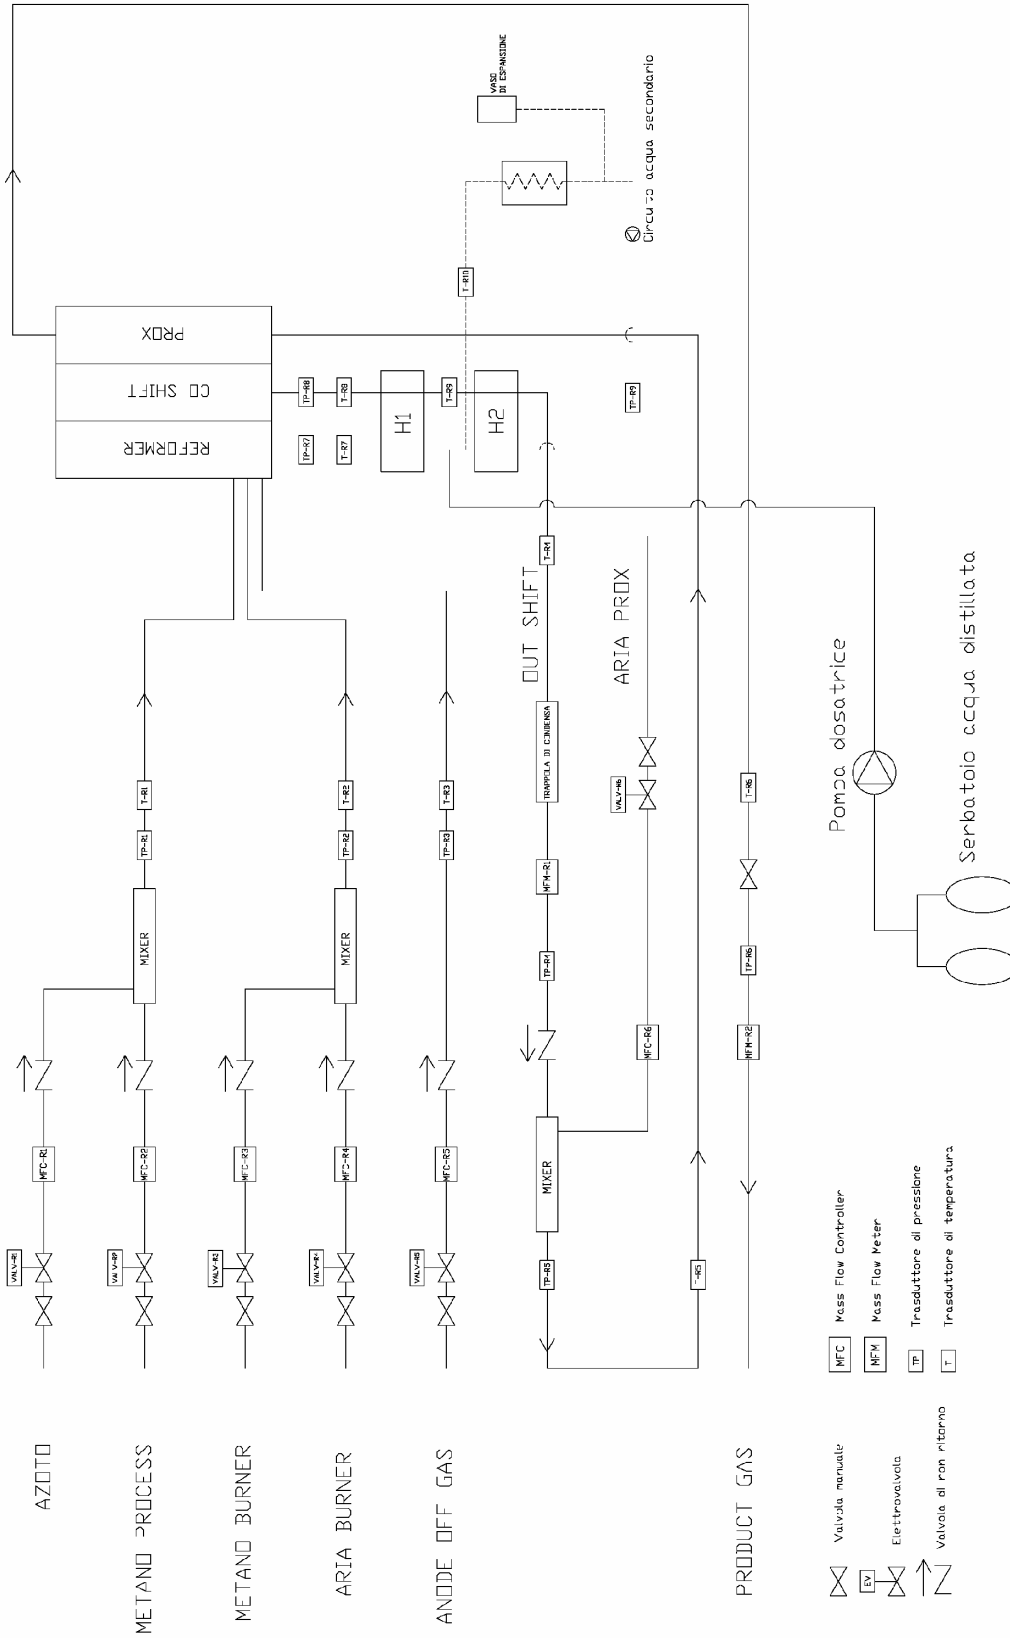 AZOTO
VALV-R1
MFC-R1
METANO PROCESS
VALV-R2
MFC-R2
MIXER
TP-R1
T-R1
METANO BURNER
VALV-R3
MFC-R3
ARIA BURNER
VALV-R4
MFC-R4
MIXER
TP-R2
T-R2
ANODE OFF GAS
VALV-R5
MFC-R5
TP-R3
T-R3
REFORMER
CO SHIFT
PROX
TP-R7
TP-R8
T-R7
T-R8
H1
T-R9
H2
T-R10
VASO
DI ESPANSIONE
acqua secondario
TP-R9
OUT SHIFT
T-R4
TRAPPOLA DI CONDENSA
MFM-R1
TP-R4
MIXER
TP-R5
ARIA PROX
VALV-R6
MFC-R6
T-R5
PRODUCT GAS
T-R6
TP-R6
MFM-R2
Pompa dosatrice
Serbatoio acqua distillata
Valvola manuale
EV
Elettrovalvola
Valvola di non ritorno
MFC
Mass Flow Controller
MFM
Mass Flow Meter
TP
Trasduttore di pressione
T
Trasduttore di temperatura